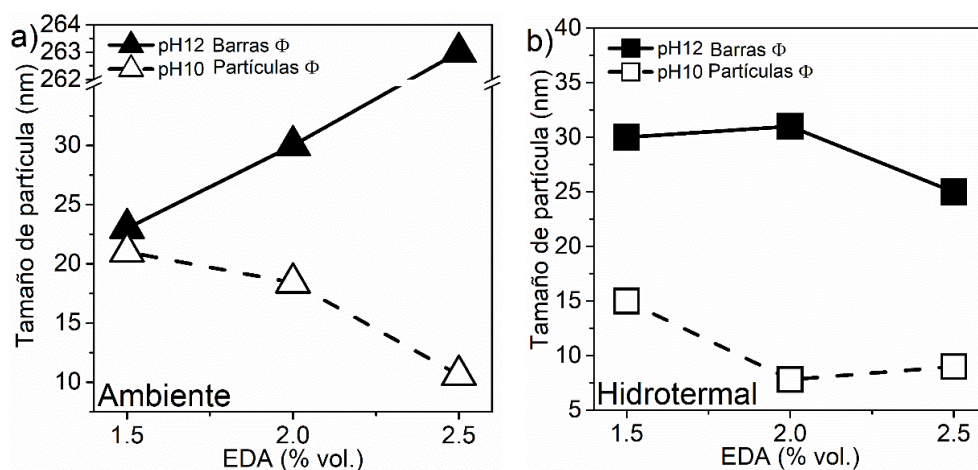 a)
pH12 Barras Φ
pH10 Partículas Φ
Tamaño de partícula (nm)
264
263
262
30
25
20
15
10
Ambiente
1.5 2.0 2.5
EDA (% vol.)
b)
pH12 Barras Φ
pH10 Partículas Φ
Tamaño de partícula (nm)
40
35
30
25
20
15
10
5
Hidrotermal
1.5 2.0 2.5
EDA (% vol.)